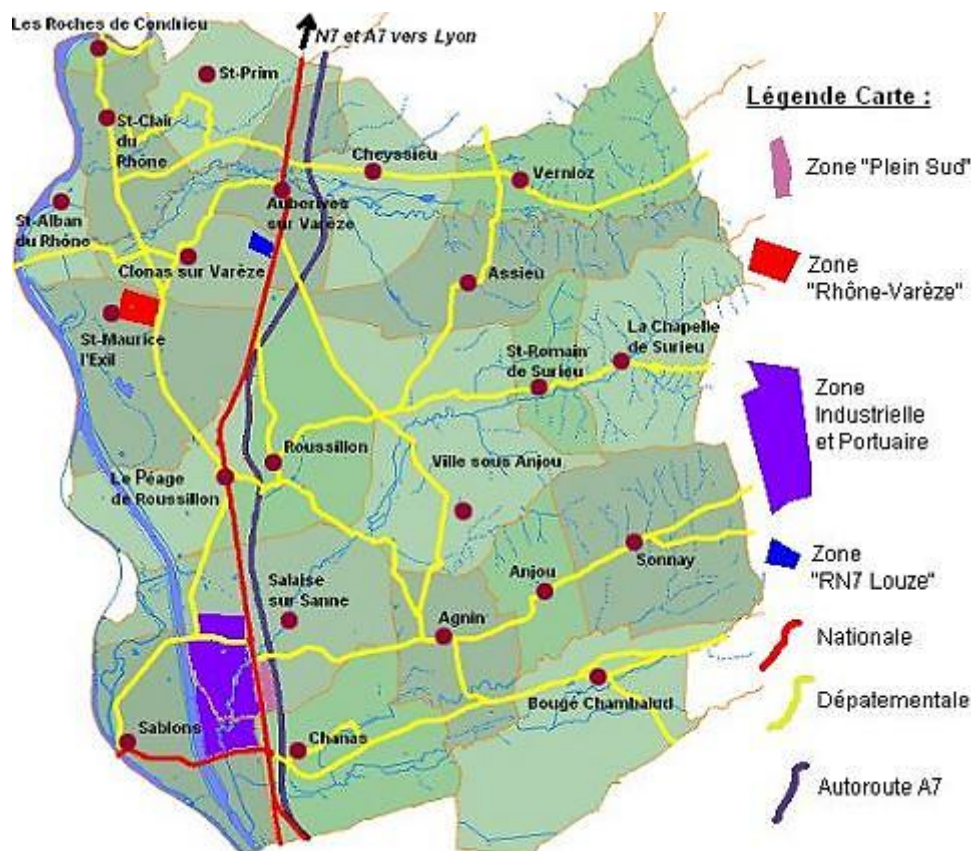 Les Roches de Condrieu
N7 et A7 vers Lyon
St-Prim
St-Clair
du
Rhône
Cheyssieu
Vernioz
St-Alban
du Rhône
Auberives
sur Varèze
Clonas sur Varèze
Assieu
St-Maurice
l'Exil
St-Romain
de Surieu
La Chapelle
de Surieu
Roussillon
Le Péage
de Roussillon
Ville sous Anjou
Salaise
sur-Sanne
Agnin
Anjou
Sonnay
Sablons
Chanas
Bougé Chambalud
Légende Carte :
Zone "Plein Sud"
Zone
"Rhône-Varèze"
Zone
Industrielle
et Portuaire
Zone
"RN7 Louze"
Nationale
Dépatementale
Autoroute A7